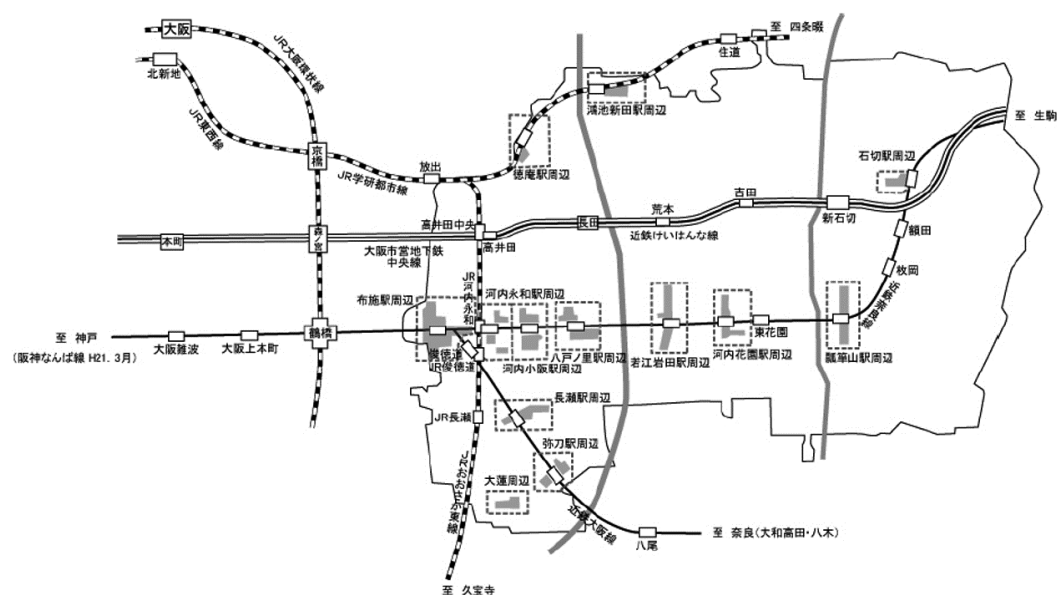 大阪
至 四条畷
住道
JR大阪環状線
北新地
鴻池新田駅周辺
至 生駒
JR東西線
京橋
放出
徳庵駅周辺
石切駅周辺
JR学研都市線
古田
荒本
新石切
高井田中央
長田
額田
本町
森ノ宮
高井田
近鉄けいはんな線
大阪市営地下鉄
中央線
枚岡
JR河内永和
河内永和駅周辺
布施駅周辺
近鉄奈良線
至 神戸
鶴橋
東花園
(阪神なんば線 H21. 3月)
大阪難波
大阪上本町
俊徳道
JR俊徳道
八戸ノ里駅周辺
河内小阪駅周辺
若江岩田駅周辺
河内花園駅周辺
瓢箪山駅周辺
長瀬駅周辺
JR長瀬
弥刀駅周辺
大蓮周辺
JRおおさか東線
近鉄大阪線
八尾
至 奈良(大和高田・八木)
至 久宝寺